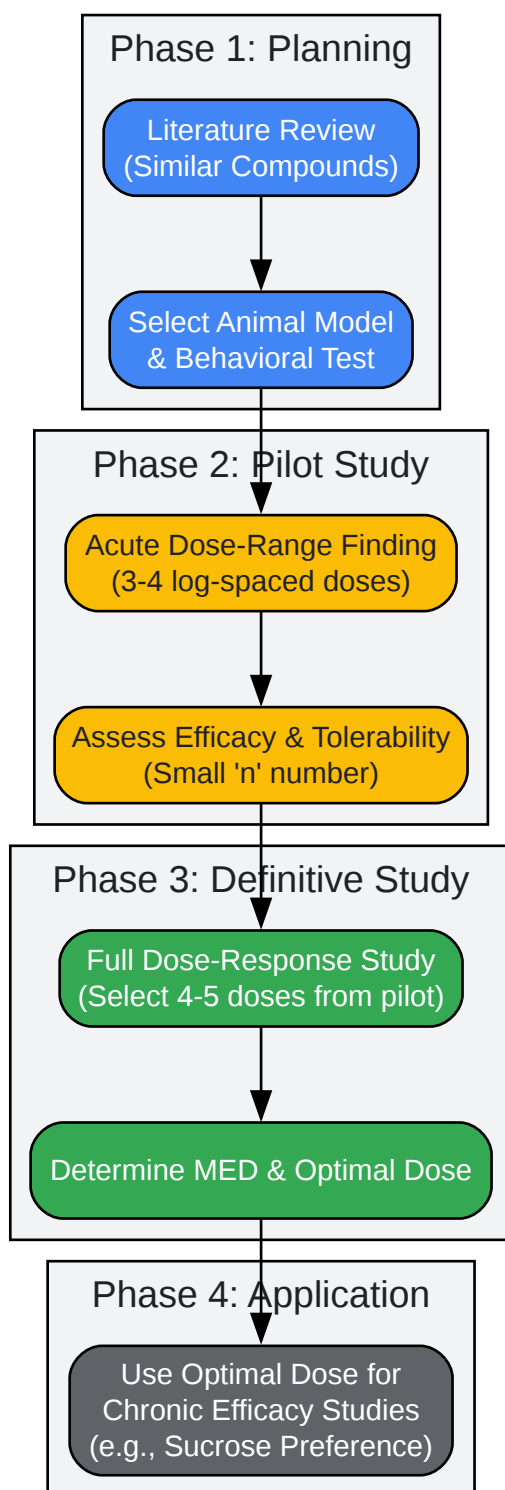 Phase 1: Planning
Literature Review
(Similar Compounds)
Select Animal Model
& Behavioral Test
Phase 2: Pilot Study
Acute Dose-Range Finding
(3-4 log-spaced doses)
Assess Efficacy & Tolerability
(Small 'n' number)
Phase 3: Definitive Study
Full Dose-Response Study
(Select 4-5 doses from pilot)
Determine MED & Optimal Dose
Phase 4: Application
Use Optimal Dose for
Chronic Efficacy Studies
(e.g., Sucrose Preference)